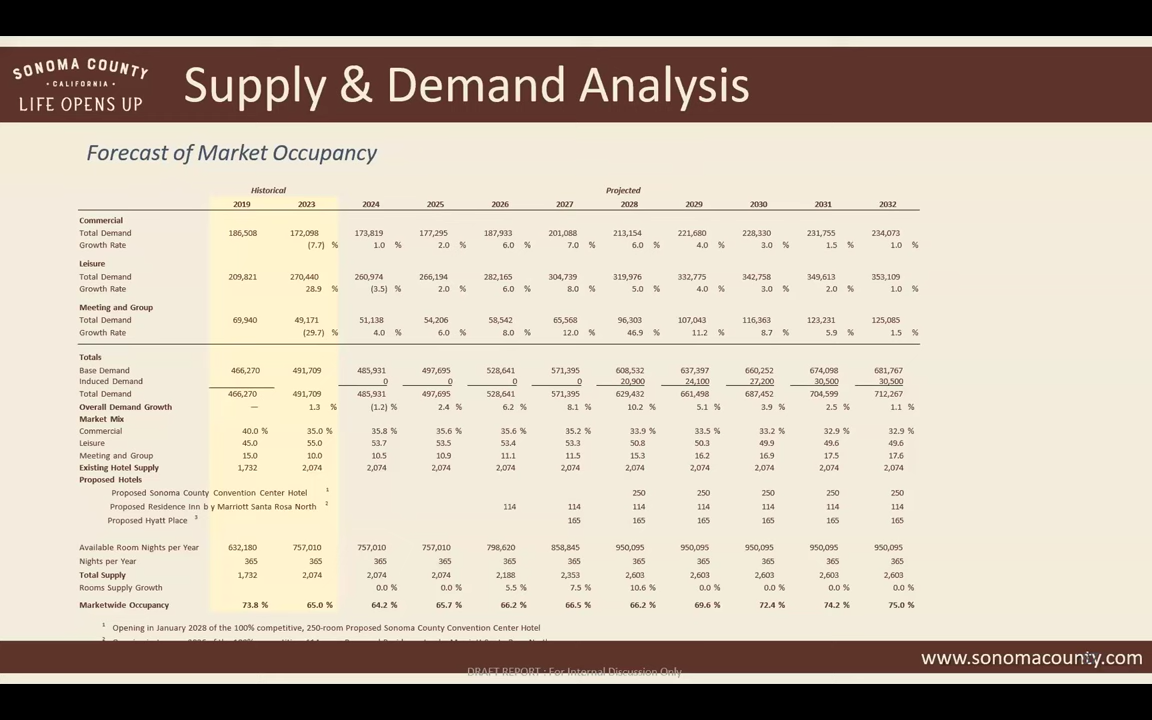 SONOMA COUNTY
• CALIFORNIA •
LIFE OPENS UP
Supply & Demand Analysis
Forecast of Market Occupancy
Historical Projected
2019 2023 2024 2025 2026 2027 2028 2029 2030 2031 2032
Commercial
Total Demand 186,508 172,098 173,819 177,295 187,933 201,088 213,154 221,680 228,330 231,755 234,073
Growth Rate (7.7) % 1.0 % 2.0 % 6.0 % 7.0 % 6.0 % 4.0 % 3.0 % 1.5 % 1.0 %
Leisure
Total Demand 209,821 270,440 260,974 266,194 282,165 304,739 319,976 332,775 342,758 349,613 353,109
Growth Rate 28.9 % (3.5) % 2.0 % 6.0 % 8.0 % 5.0 % 4.0 % 3.0 % 2.0 % 1.0 %
Meeting and Group
Total Demand 69,940 49,171 51,138 54,206 58,542 65,568 96,303 107,043 116,363 123,231 125,085
Growth Rate (29.7) % 4.0 % 6.0 % 8.0 % 12.0 % 46.9 % 11.2 % 8.7 % 5.9 % 1.5 %
Totals
Base Demand 466,270 491,709 485,931 497,695 528,641 571,395 608,532 637,397 660,252 674,098 681,767
Induced Demand 0 0 0 0 20,900 24,100 27,200 30,500 30,500
Total Demand 466,270 491,709 485,931 497,695 528,641 571,395 629,432 661,498 687,452 704,599 712,267
Overall Demand Growth — 1.3 % (1.2) % 2.4 % 6.2 % 8.1 % 10.2 % 5.1 % 3.9 % 2.5 % 1.1 %
Market Mix
Commercial 40.0 % 35.0 % 35.8 % 35.6 % 35.6 % 35.2 % 33.9 % 33.5 % 33.2 % 32.9 % 32.9 %
Leisure 45.0 55.0 53.7 53.5 53.4 53.3 50.8 50.3 49.9 49.6 49.6
Meeting and Group 15.0 10.0 10.5 10.9 11.1 11.5 15.3 16.2 16.9 17.5 17.6
Existing Hotel Supply 1,732 2,074 2,074 2,074 2,074 2,074 2,074 2,074 2,074 2,074 2,074
Proposed Hotels
Proposed Sonoma County Convention Center Hotel 1 250 250 250 250 250
Proposed Residence Inn by Marriott Santa Rosa North 2 114 114 114 114 114 114 114
Proposed Hyatt Place 3 165 165 165 165 165 165
Available Room Nights per Year 632,180 757,010 757,010 757,010 798,620 858,845 950,095 950,095 950,095 950,095 950,095
Nights per Year 365 365 365 365 365 365 365 365 365 365 365
Total Supply 1,732 2,074 2,074 2,074 2,188 2,353 2,603 2,603 2,603 2,603 2,603
Rooms Supply Growth 0.0 % 0.0 % 5.5 % 7.5 % 10.6 % 0.0 % 0.0 % 0.0 % 0.0 %
Marketwide Occupancy 73.8 % 65.0 % 64.2 % 65.7 % 66.2 % 66.5 % 66.2 % 69.6 % 72.4 % 74.2 % 75.0 %
1 Opening in January 2028 of the 100% competitive, 250-room Proposed Sonoma County Convention Center Hotel
www.sonomacounty.com
DRAFT REPORT : For Internal Discussion Only